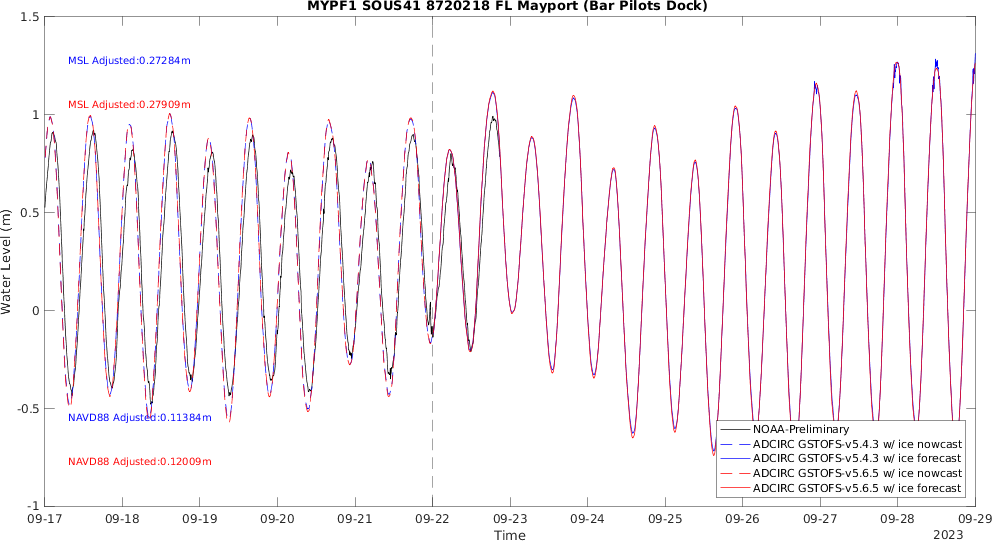 MYPF1 SOUS41 8720218 FL Mayport (Bar Pilots Dock)
1.5
MSL Adjusted:0.27284m
MSL Adjusted:0.27909m
1
0.5
Water Level (m)
0
-0.5
NAVD88 Adjusted:0.11384m
NAVD88 Adjusted:0.12009m
-1
NOAA-Preliminary
ADCIRC GSTOFS-v5.4.3 w/ ice nowcast
ADCIRC GSTOFS-v5.4.3 w/ ice forecast
ADCIRC GSTOFS-v5.6.5 w/ ice nowcast
ADCIRC GSTOFS-v5.6.5 w/ ice forecast
09-17 09-18 09-19 09-20 09-21 09-22 09-23 09-24 09-25 09-26 09-27 09-28 09-29
Time
2023